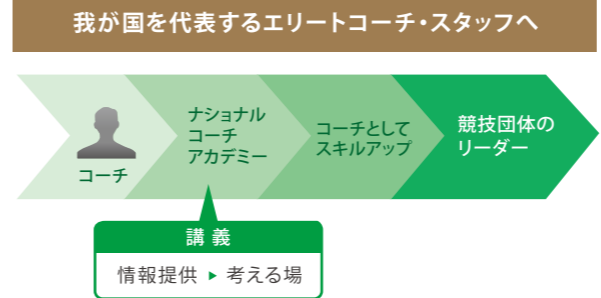 我が国を代表するエリートコーチ・スタッフへ
コーチ
ナショナル
コーチ
アカデミー
コーチとして
スキルアップ
競技団体の
リーダー
講 義
情報提供 ▶ 考える場